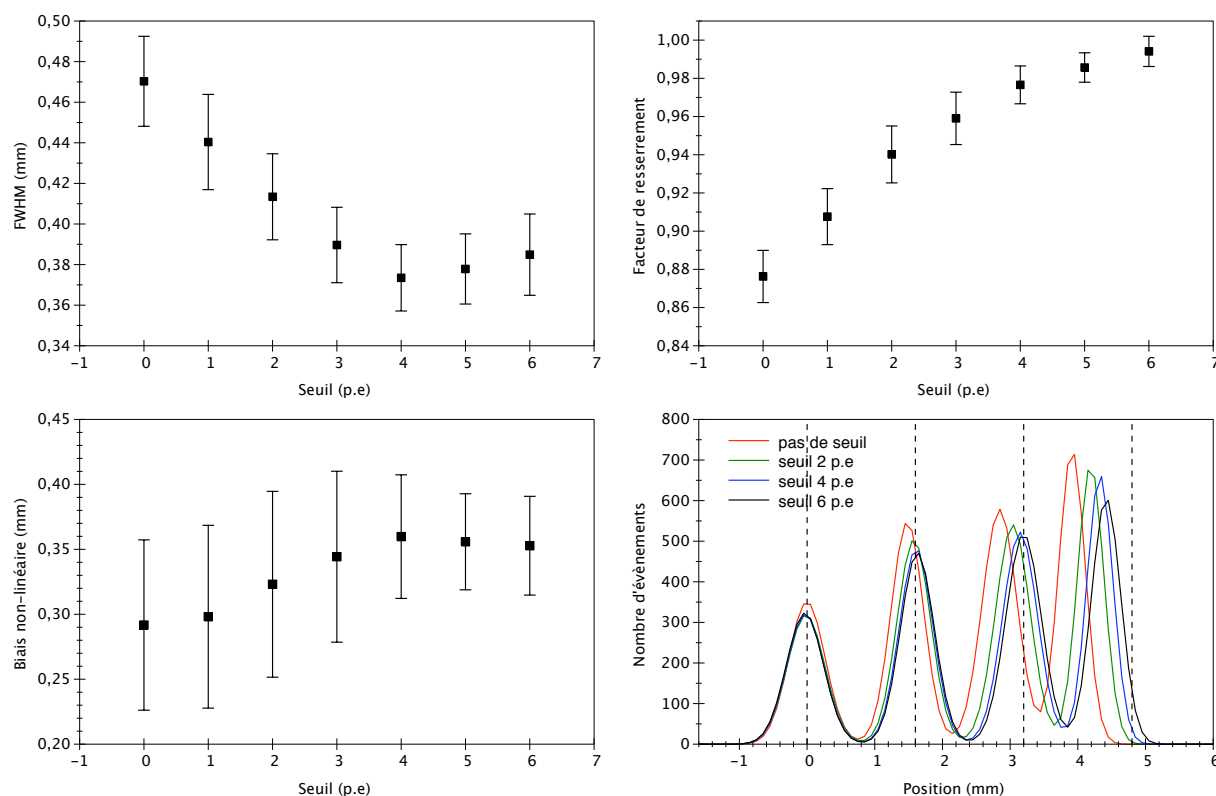 0,50
0,48
0,46
0,44
0,42
0,40
0,38
0,36
0,34
FWHM (mm)
−1 0 1 2 3 4 5 6 7
Seuil (p.e)
1,00
0,98
0,96
0,94
0,92
0,90
0,88
0,86
0,84
Facteur de resserrement
−1 0 1 2 3 4 5 6 7
Seuil (p.e)
0,45
0,40
0,35
0,30
0,25
0,20
Biais non−linéaire (mm)
−1 0 1 2 3 4 5 6 7
Seuil (p.e)
800
700
600
500
400
300
200
100
0
Nombre d'évènements
pas de seuil
seuil 2 p.e
seuil 4 p.e
seuil 6 p.e
−1 0 1 2 3 4 5 6
Position (mm)